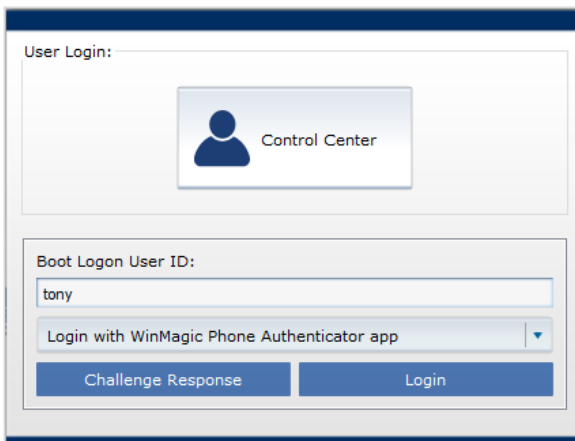 User Login:
Control Center
Boot Logon User ID:
tony
Login with WinMagic Phone Authenticator app
Challenge Response
Login